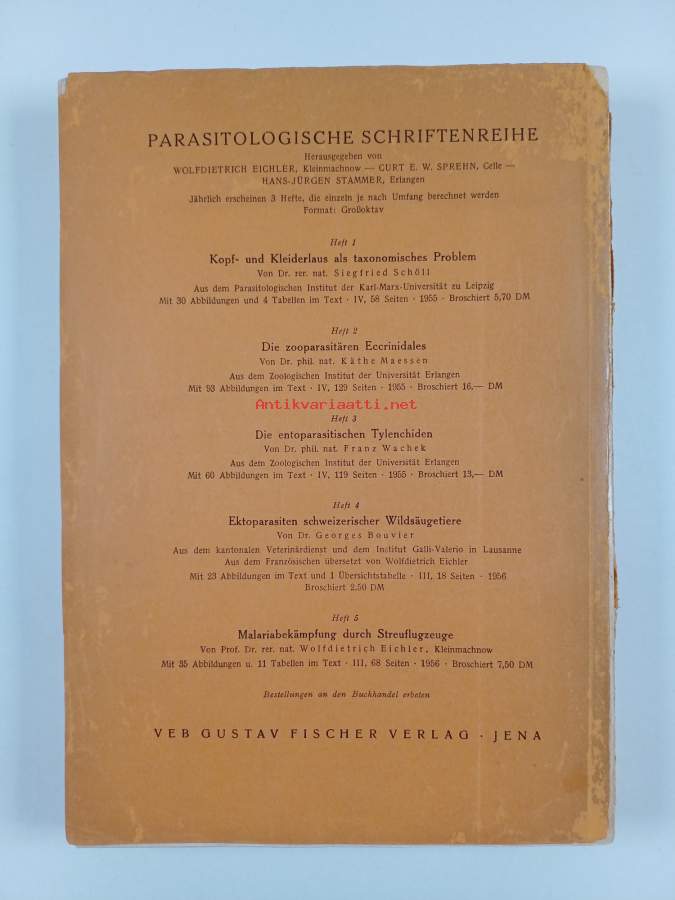 PARASITOLOGISCHE SCHRIFTENREIHE
Herausgegeben von
WOLFDIETRICH EICHLER, Kleinmachnow — CURT E. W. SPREHN, Celle —
HANS-JÜRGEN STAMMER, Erlangen
Jährlich erscheinen 3 Hefte, die einzeln je nach Umfang berechnet werden
Format: Großoktav
Heft 1
Kopf- und Kleiderlaus als taxonomisches Problem
Von Dr. rer. nat. Siegfried Schöll
Aus dem Parasitologischen Institut der Karl-Marx-Universität zu Leipzig
Mit 30 Abbildungen und 4 Tabellen im Text · IV, 58 Seiten · 1955 · Broschiert 5,70 DM
Heft 2
Die zooparasitären Eccrinidales
Von Dr. phil. nat. Käthe Maessen
Aus dem Zoologischen Institut der Universität Erlangen
Mit 93 Abbildungen im Text · IV, 129 Seiten · 1955 · Broschiert 16,— DM
Antikvariaatti.net
Heft 3
Die entoparasitischen Tylenchiden
Von Dr. phil. nat. Franz Wachek
Aus dem Zoologischen Institut der Universität Erlangen
Mit 60 Abbildungen im Text · IV, 119 Seiten · 1955 · Broschiert 13,— DM
Heft 4
Ektoparasiten schweizerischer Wildsäugetiere
Von Dr. Georges Bouvier
Aus dem kantonalen Veterinärdienst und dem Institut Galli-Valerio in Lausanne
Aus dem Französischen übersetzt von Wolfdietrich Eichler
Mit 23 Abbildungen im Text und 1 Übersichtstabelle · III, 18 Seiten · 1956
Broschiert 2,50 DM
Heft 5
Malariabekämpfung durch Streuflugzeuge
Von Prof. Dr. rer. nat. Wolfdietrich Eichler, Kleinmachnow
Mit 35 Abbildungen u. 11 Tabellen im Text · III, 68 Seiten · 1956 · Broschiert 7,50 DM
Bestellungen an den Buchhandel erbeten
VEB GUSTAV FISCHER VERLAG · JENA